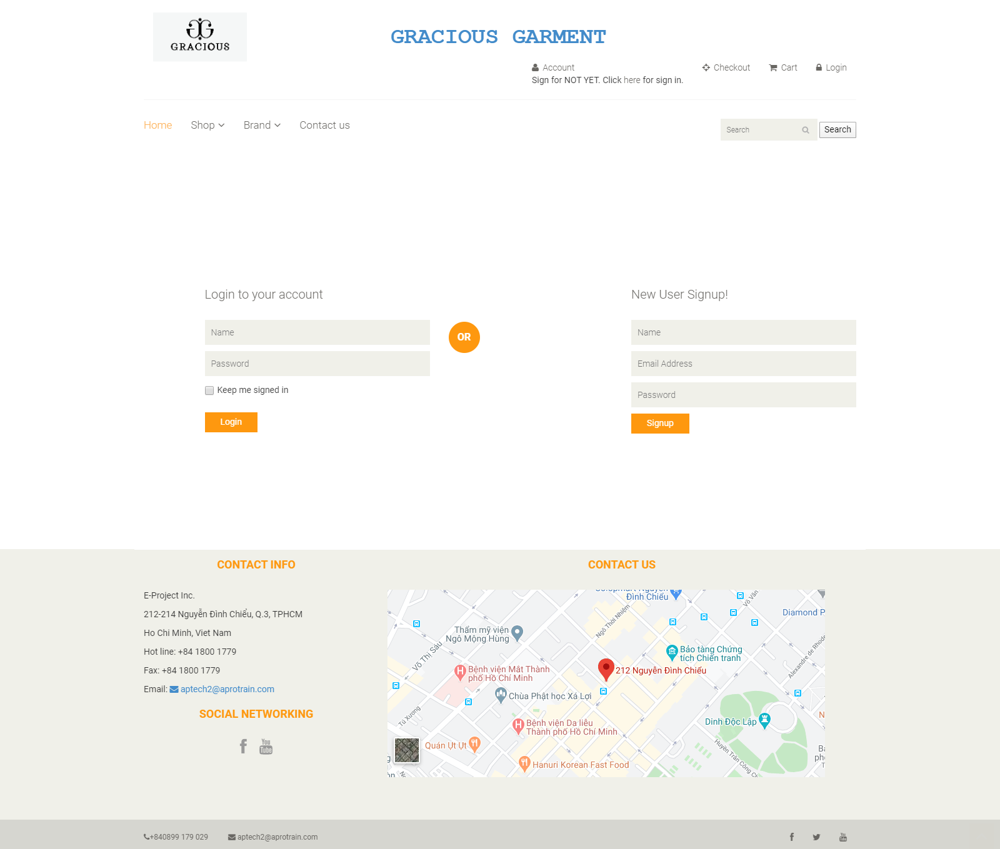 GRACIOUS
GRACIOUS GARMENT
Account
Checkout
Cart
Login
Sign for NOT YET. Click here for sign in.
Home
Shop
Brand
Contact us
Search
Search
Login to your account
Name
Password
Keep me signed in
Login
OR
New User Signup!
Name
Email Address
Password
Signup
CONTACT INFO
E-Project Inc.
212-214 Nguyễn Đình Chiểu, Q.3, TPHCM
Ho Chi Minh, Viet Nam
Hot line: +84 1800 1779
Fax: +84 1800 1779
Email: aptech2@aprotrain.com
SOCIAL NETWORKING
You
Tube
CONTACT US
Đình Chiểu
Võ Văn
Diamond P
Ngô Thời Nhiệm
Thẩm mỹ viện
Ngô Mộng Hùng
Bảo tàng Chứng
tích Chiến tranh
Alexandre de Rhode
Võ Thị Sáu
Bệnh viện Mắt Thành
phố Hồ Chí Minh
212 Nguyễn Đình Chiểu
Chùa Phật học Xá Lợi
Tú Xương
Bệnh viện Da liễu
Thành phố Hồ Chí Minh
Dinh Độc Lập
Quán Ụt Ụt
Huyền Trân Công Ch
Hanuri Korean Fast Food
+840899 179 029
aptech2@aprotrain.com
You
Tube